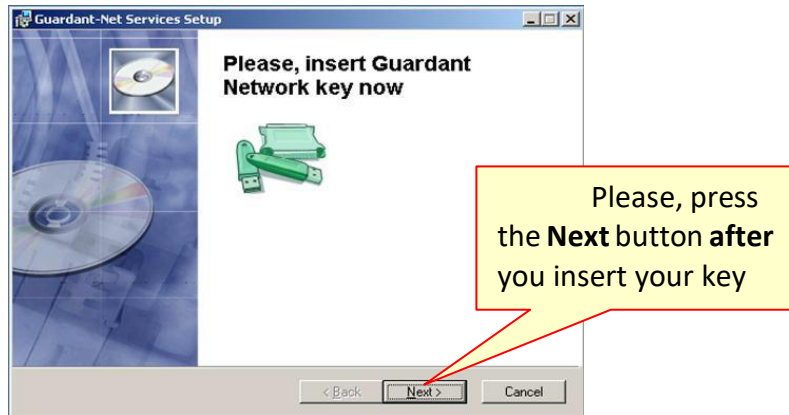 Guardant-Net Services Setup
Please, insert Guardant
Network key now
Please, press
the Next button after
you insert your key
< Back
Next >
Cancel